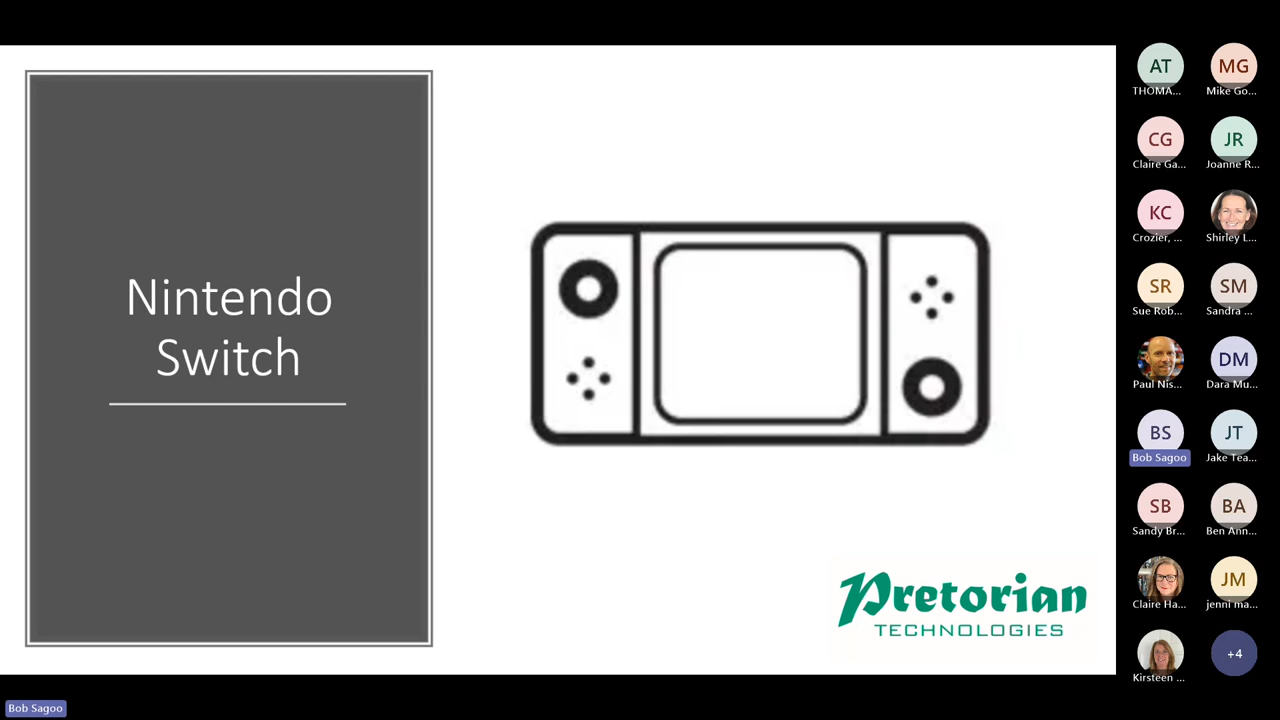 Nintendo
Switch
Pretorian
TECHNOLOGIES
AT
THOMA...
MG
Mike Go...
CG
Claire Ga...
JR
Joanne R...
KC
Crozier, ...
Shirley L...
SR
Sue Rob...
SM
Sandra ...
Paul Nis...
DM
Dara Mu...
BS
Bob Sagoo
JT
Jake Tea...
SB
Sandy Br...
BA
Ben Ann...
Claire Ha...
JM
jenni ma...
Kirsteen ...
+4
Bob Sagoo